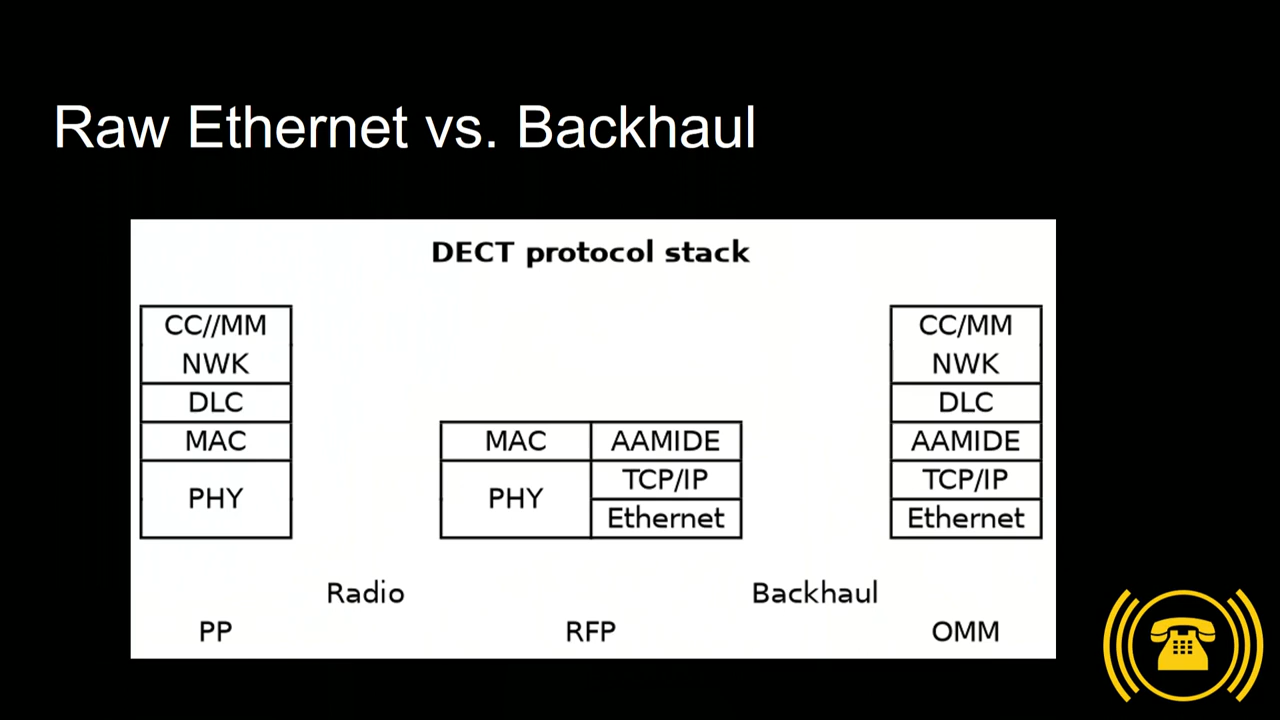 Raw Ethernet vs. Backhaul
DECT protocol stack
CC//MM
NWK
DLC
MAC
PHY
MAC
PHY
AAMIDE
TCP/IP
Ethernet
CC/MM
NWK
DLC
AAMIDE
TCP/IP
Ethernet
Radio
Backhaul
PP
RFP
OMM